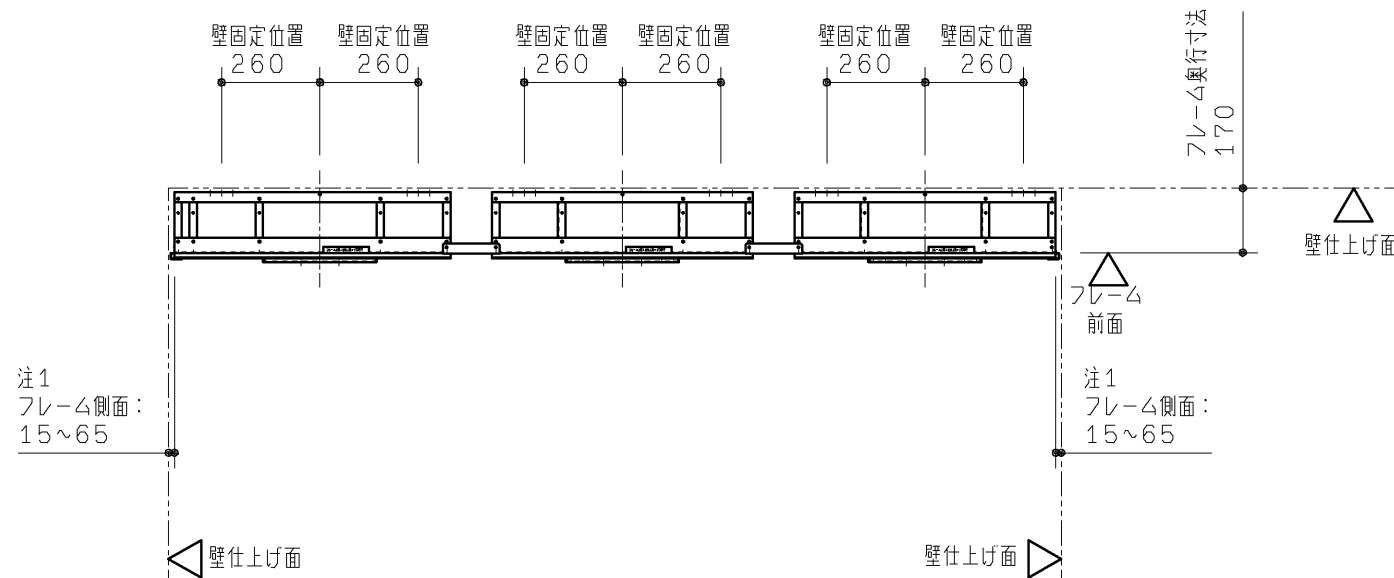 壁固定位置 壁固定位置 壁固定位置 壁固定位置 壁固定位置 壁固定位置
260 260 260 260 260 260
フレーム奥行寸法
170
壁仕上げ面
フレーム
前面
注1
フレーム側面：
15~65
注1
フレーム側面：
15~65
壁仕上げ面
壁仕上げ面